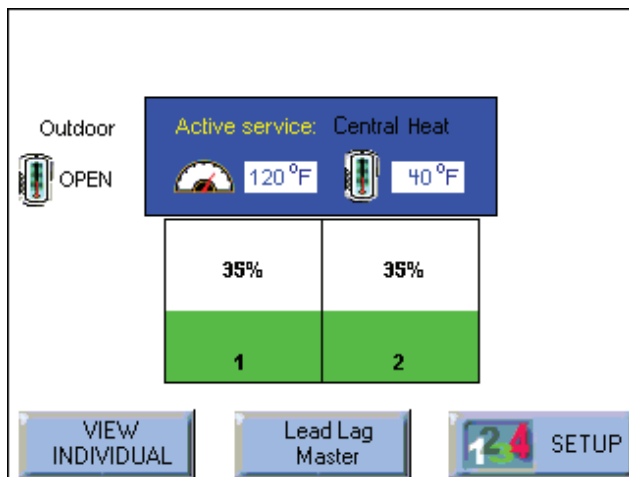 Outdoor
OPEN
Active service: Central Heat
120 °F 40 °F
35% 35%
1 2
VIEW INDIVIDUAL
Lead Lag Master
1234 SETUP